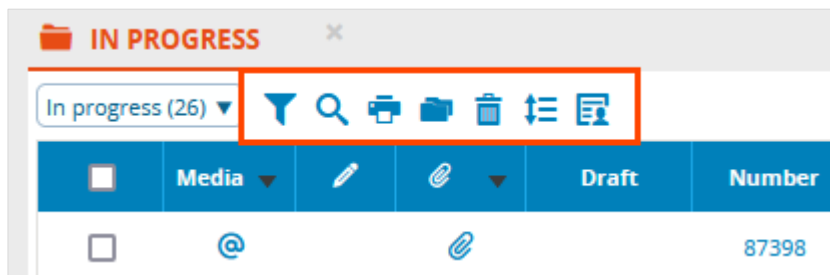 IN PROGRESS
In progress (26)
Media Draft Number
@ 87398